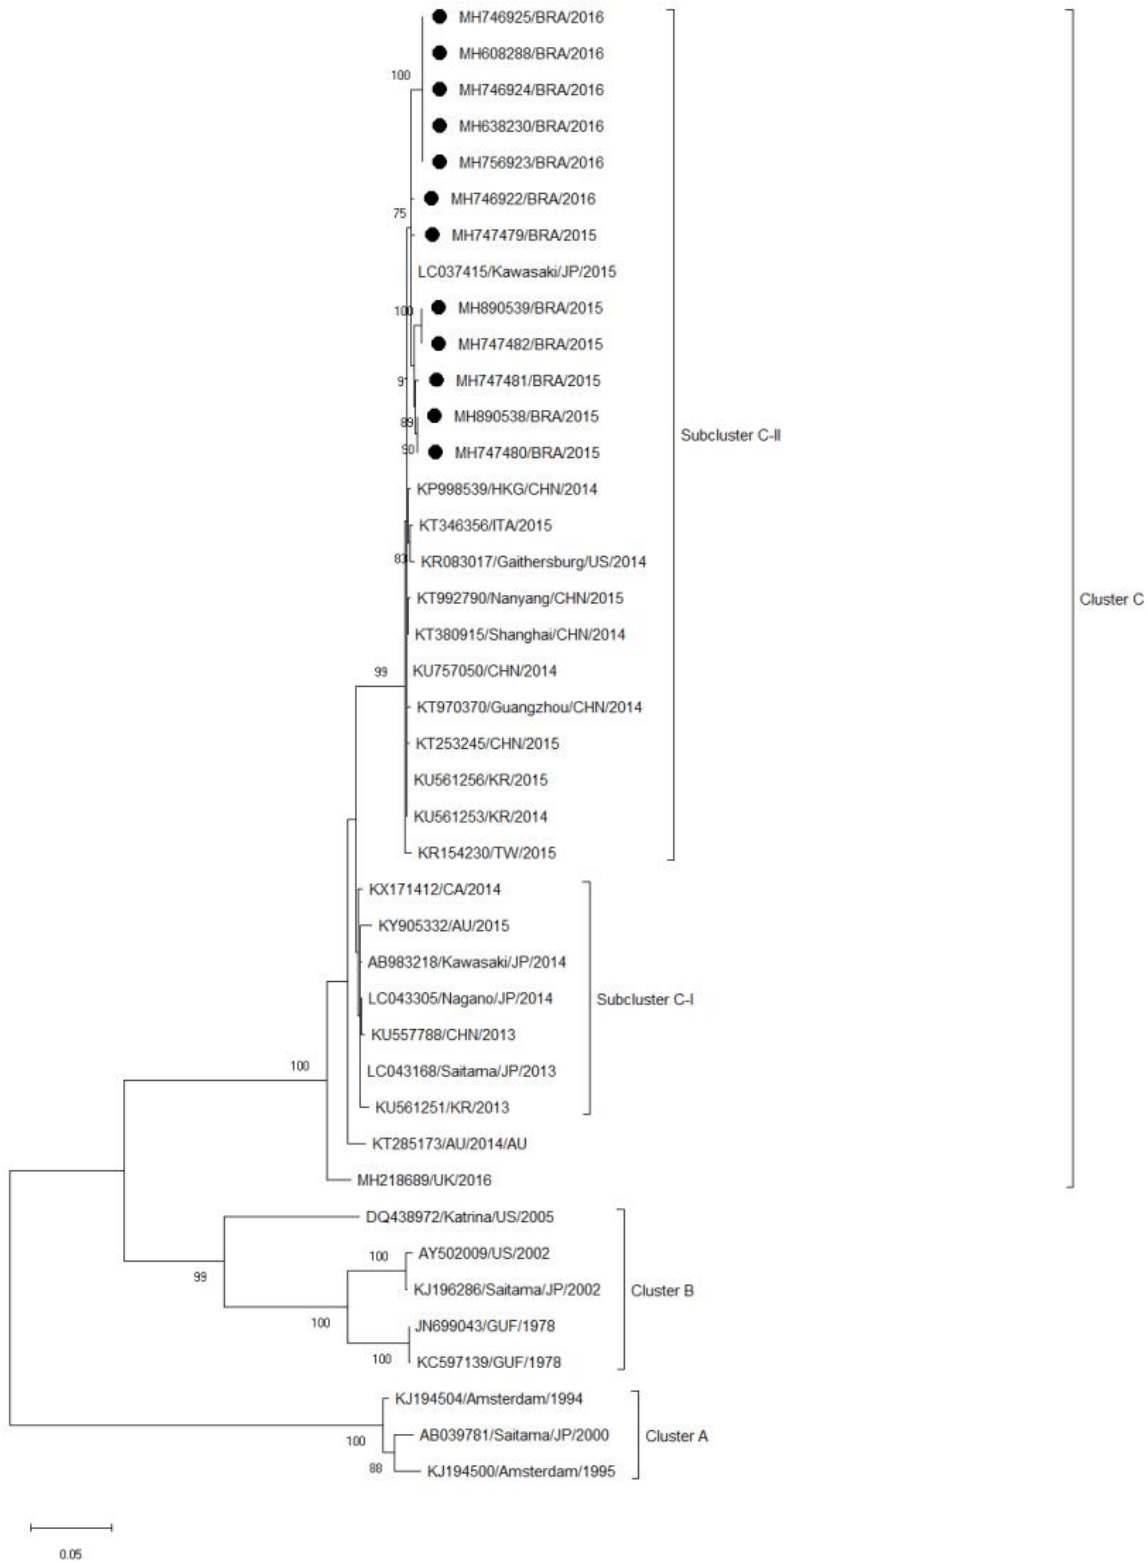 MH746925/BRA/2016
MH608288/BRA/2016
100
MH746924/BRA/2016
MH638230/BRA/2016
MH756923/BRA/2016
MH746922/BRA/2016
75
MH747479/BRA/2015
LC037415/Kawasaki/JP/2015
100
MH890539/BRA/2015
MH747482/BRA/2015
91
MH747481/BRA/2015
89
MH890538/BRA/2015
90
MH747480/BRA/2015
Subcluster C-II
KP998539/HKG/CHN/2014
KT346356/ITA/2015
83
KR083017/Gaithersburg/US/2014
KT992790/Nanyang/CHN/2015
Cluster C
KT380915/Shanghai/CHN/2014
99
KU757050/CHN/2014
KT970370/Guangzhou/CHN/2014
KT253245/CHN/2015
KU561256/KR/2015
KU561253/KR/2014
KR154230/TW/2015
KX171412/CA/2014
KY905332/AU/2015
AB983218/Kawasaki/JP/2014
LC043305/Nagano/JP/2014
Subcluster C-I
KU557788/CHN/2013
100
LC043168/Saitama/JP/2013
KU561251/KR/2013
KT285173/AU/2014/AU
MH218689/UK/2016
DQ438972/Katrina/US/2005
100
AY502009/US/2002
99
KJ196286/Saitama/JP/2002
Cluster B
100
JN699043/GUF/1978
100
KC597139/GUF/1978
KJ194504/Amsterdam/1994
100
AB039781/Saitama/JP/2000
Cluster A
88
KJ194500/Amsterdam/1995
0.05